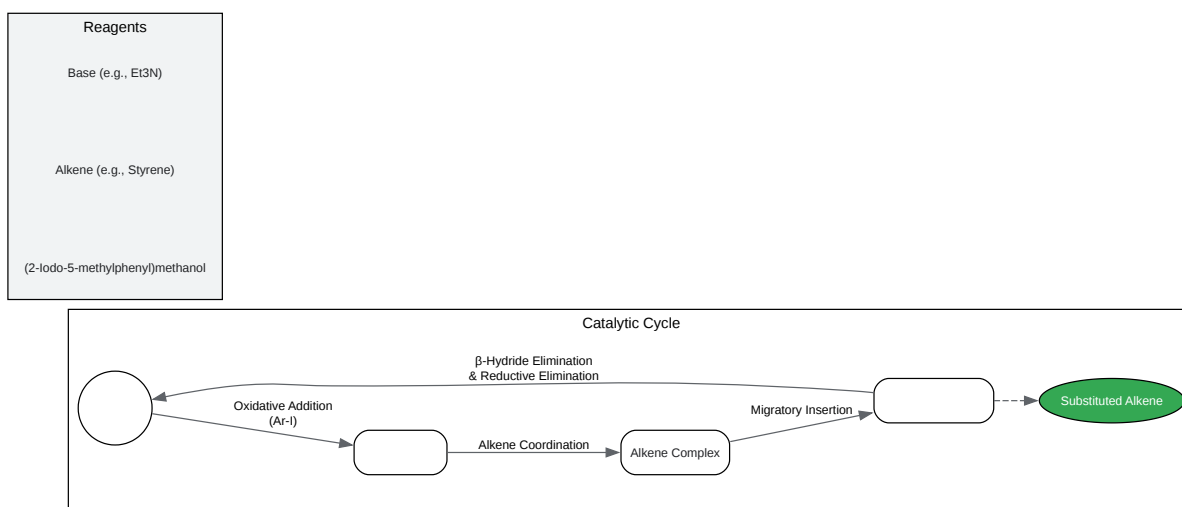 Reagents
Base (e.g., Et3N)
Alkene (e.g., Styrene)
(2-Iodo-5-methylphenyl)methanol
Catalytic Cycle
β-Hydride Elimination
& Reductive Elimination
Oxidative Addition
(Ar-I)
Alkene Coordination
Alkene Complex
Migratory Insertion
Substituted Alkene